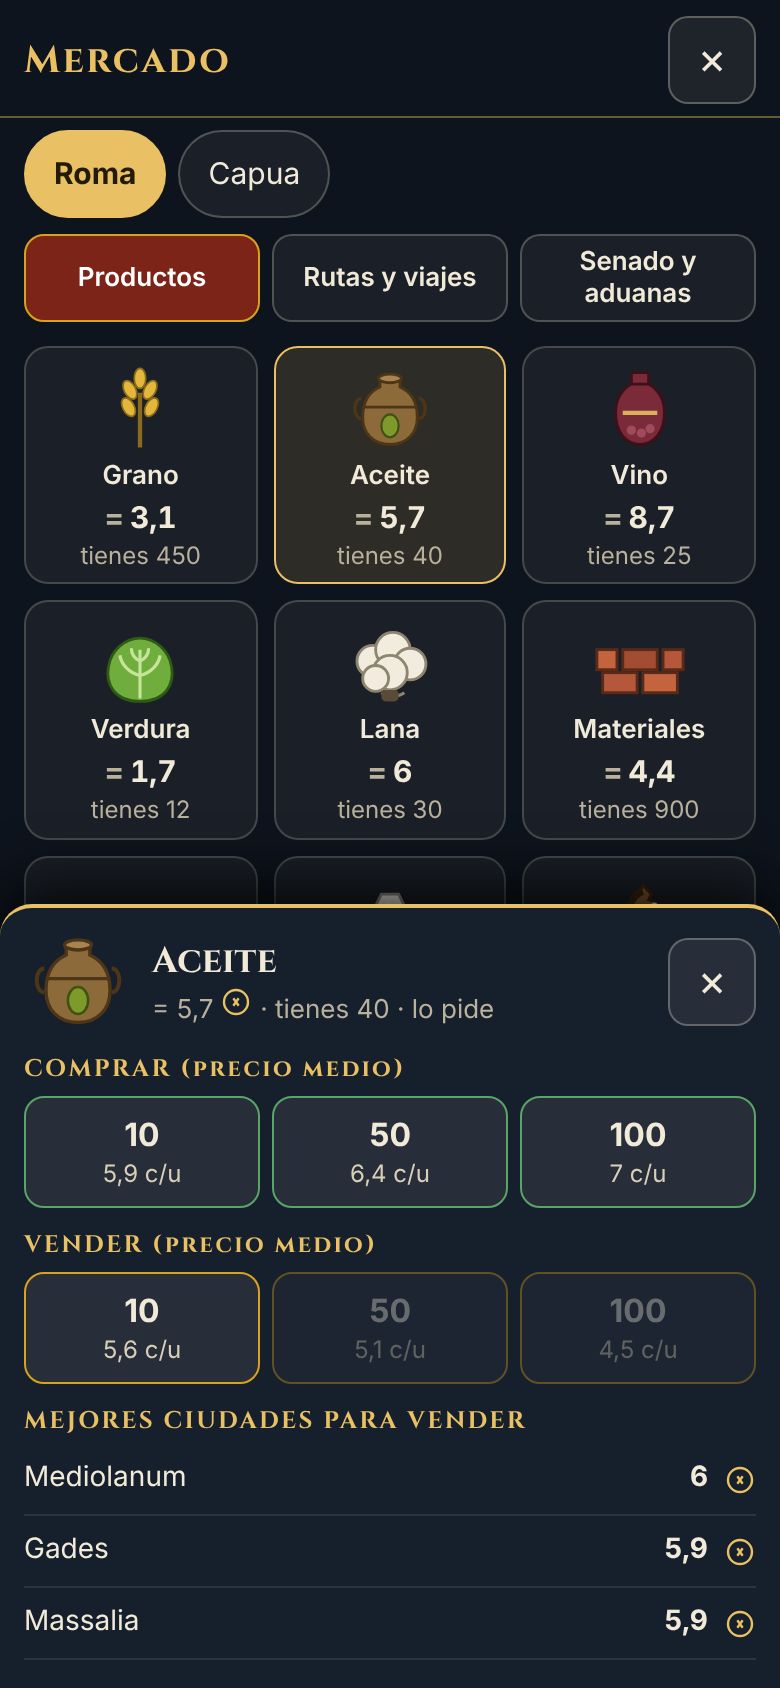 Mercado
×
Roma
Capua
Productos
Rutas y viajes
Senado y
aduanas
Grano
= 3,1
tienes 450
Aceite
= 5,7
tienes 40
Vino
= 8,7
tienes 25
Verdura
= 1,7
tienes 12
Lana
= 6
tienes 30
Materiales
= 4,4
tienes 900
Aceite
= 5,7 · tienes 40 · lo pide
×
COMPRAR (PRECIO MEDIO)
10
5,9 c/u
50
6,4 c/u
100
7 c/u
VENDER (PRECIO MEDIO)
10
5,6 c/u
50
5,1 c/u
100
4,5 c/u
MEJORES CIUDADES PARA VENDER
Mediolanum 6
Gades 5,9
Massalia 5,9